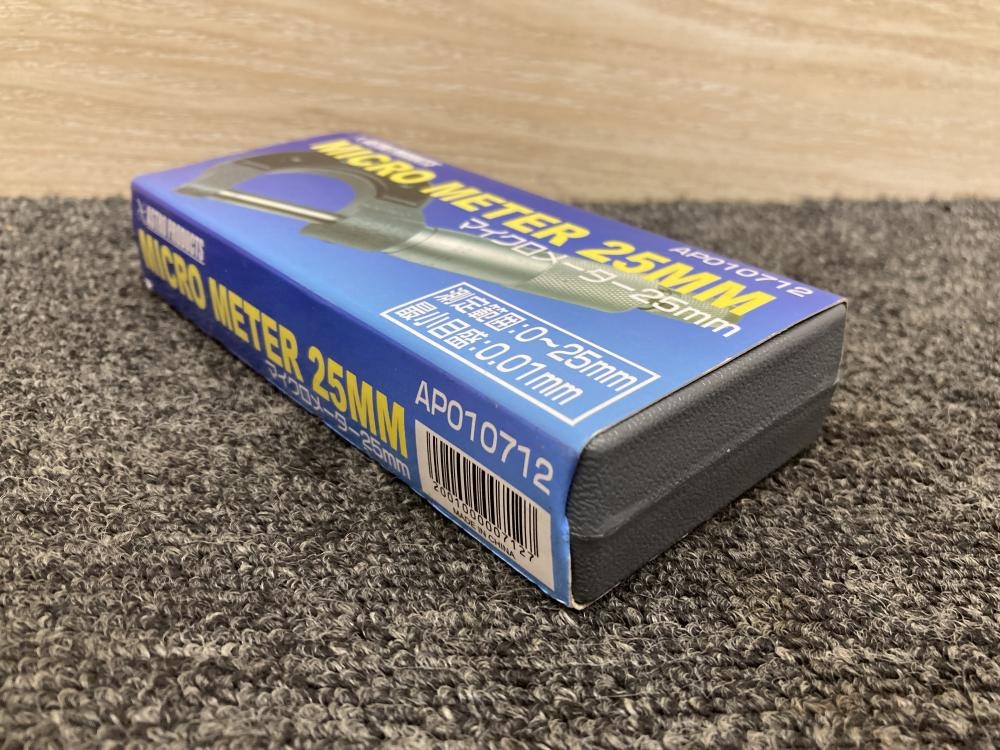 ASTRO PRODUCTS
MICRO METER 25MM
マイクロメーター25mm
AP010712
測定範囲:0~25mm
最小目盛:0.01mm
ASTRO PRODUCTS
MICRO METER 25MM
マイクロメーター25mm
AP010712
MADE IN CHINA